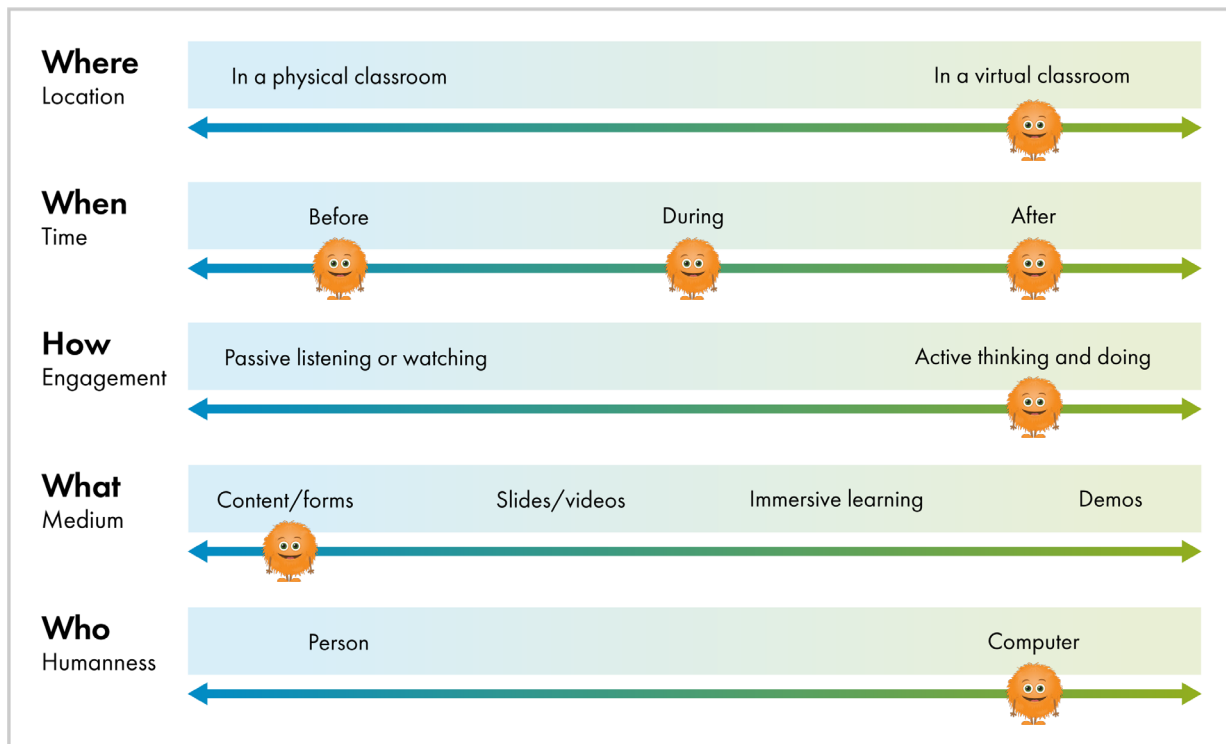 Where
Location
In a physical classroom
In a virtual classroom
When
Time
Before
During
After
How
Engagement
Passive listening or watching
Active thinking and doing
What
Medium
Content/forms
Slides/videos
Immersive learning
Demos
Who
Humanness
Person
Computer